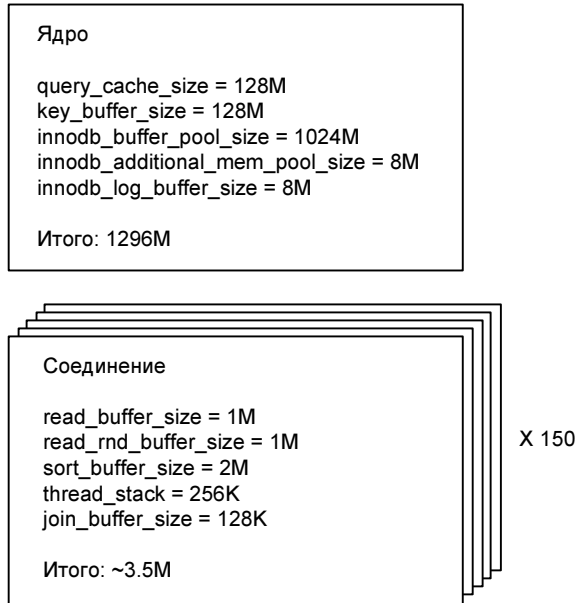 Ядро
query_cache_size = 128M
key_buffer_size = 128M
innodb_buffer_pool_size = 1024M
innodb_additional_mem_pool_size = 8M
innodb_log_buffer_size = 8M
Итого: 1296M
Соединение
read_buffer_size = 1M
read_rnd_buffer_size = 1M
sort_buffer_size = 2M
thread_stack = 256K
join_buffer_size = 128K
Итого: ~3.5M
X 150